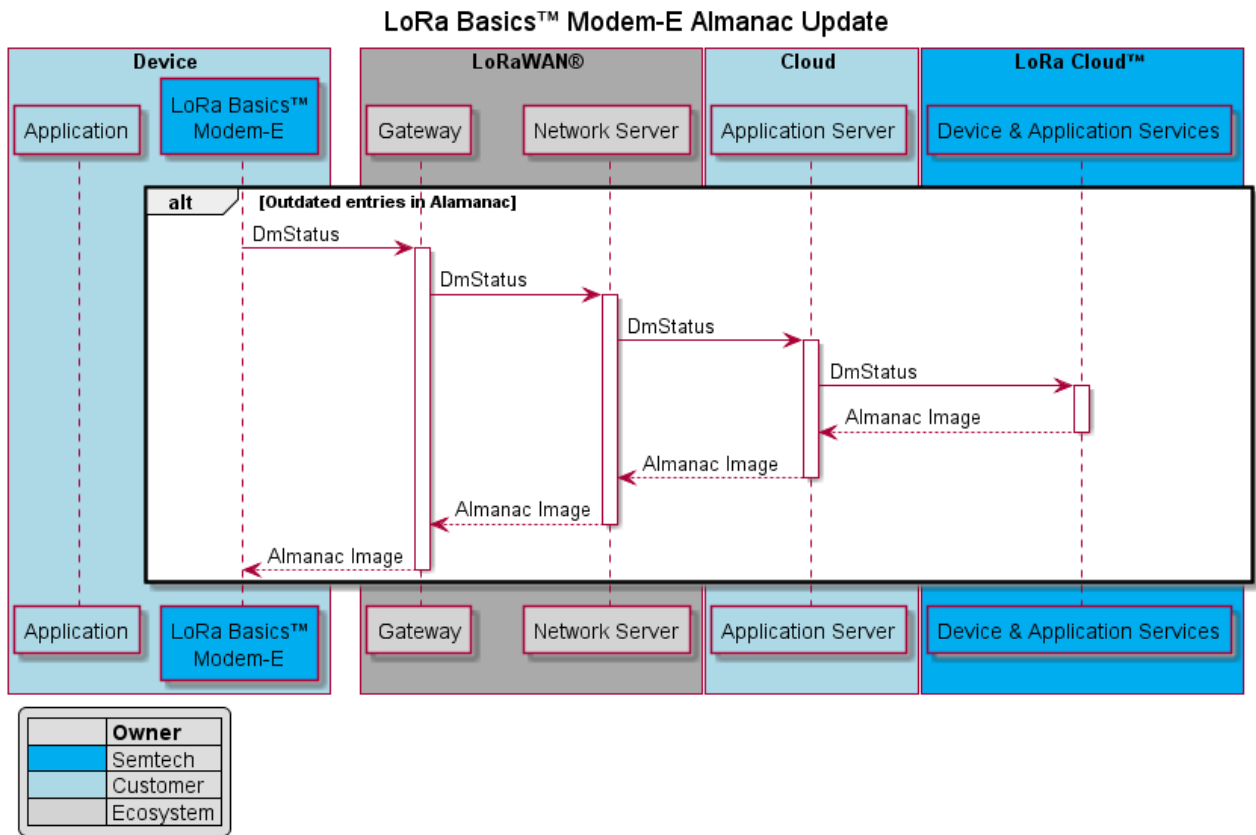 LoRa Basics™ Modem-E Almanac Update
Device
LoRaWAN®
Cloud
LoRa Cloud™
Application
LoRa Basics™
Modem-E
Gateway
Network Server
Application Server
Device & Application Services
alt
[Outdated entries in Alamanac]
DmStatus
DmStatus
DmStatus
DmStatus
Almanac Image
Almanac Image
Almanac Image
Almanac Image
Application
LoRa Basics™
Modem-E
Gateway
Network Server
Application Server
Device & Application Services
Owner
Semtech
Customer
Ecosystem